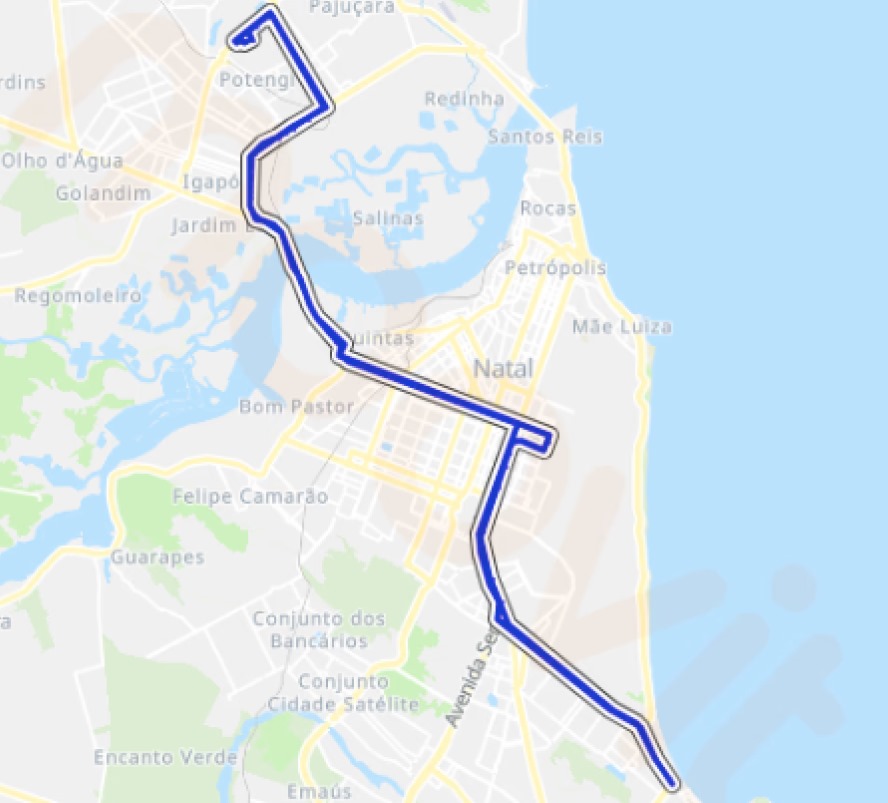 Pajuçara
Potengi
rdins
Redinha
Santos Reis
Olho d'Água
Igapó
Golandim
Rocas
Salinas
Jardim
Petrópolis
Regomoleiro
Mãe Luiza
uintas
Natal
Bom Pastor
Felipe Camarão
Guarapes
Conjunto dos
Bancários
Avenida Se
Conjunto
Cidade Satélite
Encanto Verde
Emaús